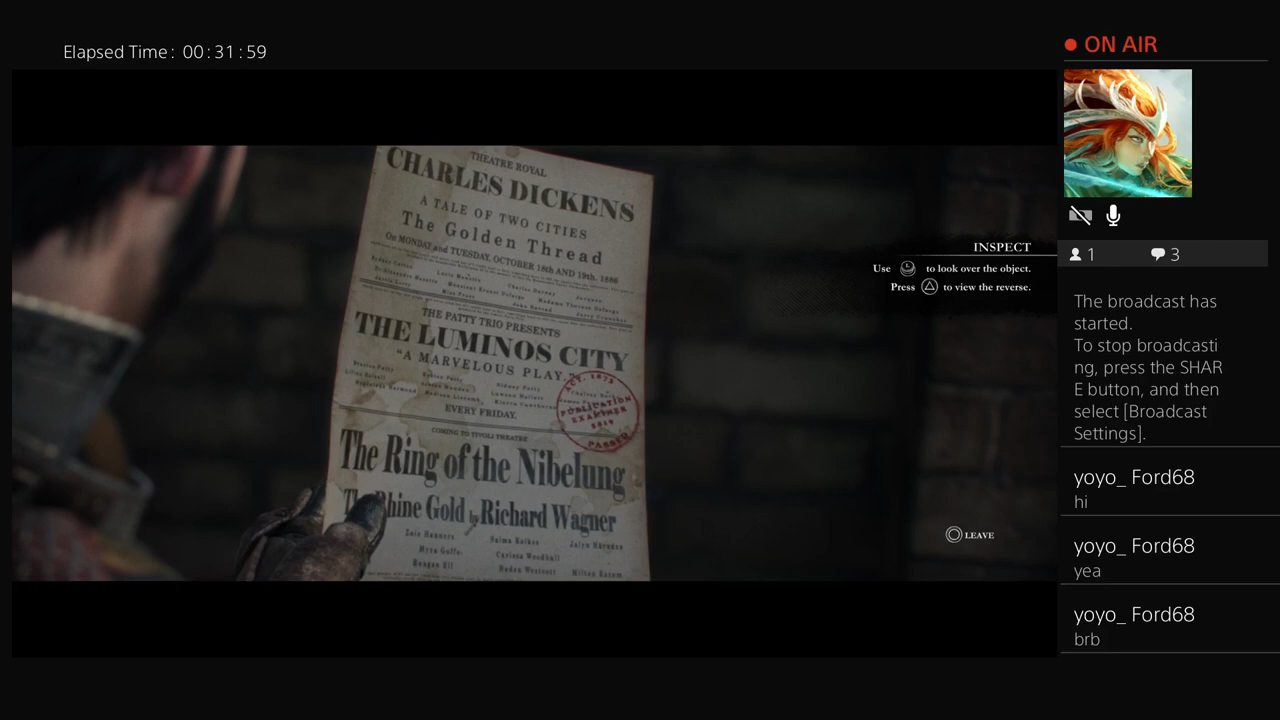 Elapsed Time: 00:31:59
ON AIR
THEATRE ROYAL
CHARLES DICKENS
A TALE OF TWO CITIES
The Golden Thread
On MONDAY and TUESDAY, OCTOBER 18th AND 19th, 1886
THE PATTY TRIO PRESENTS
THE LUMINOS CITY
"A MARVELOUS PLAY."
EVERY FRIDAY.
PUBLICATION
EXAMINER
PASSED
COMING TO TIVOLI THEATRE
The Ring of the Nibelung
The Rhine Gold by Richard Wagner
INSPECT
Use L to look over the object.
Press to view the reverse.
LEAVE
1 3
The broadcast has
started.
To stop broadcasti
ng, press the SHAR
E button, and then
select [Broadcast
Settings].
yoyo_ Ford68
hi
yoyo_ Ford68
yea
yoyo_ Ford68
brb